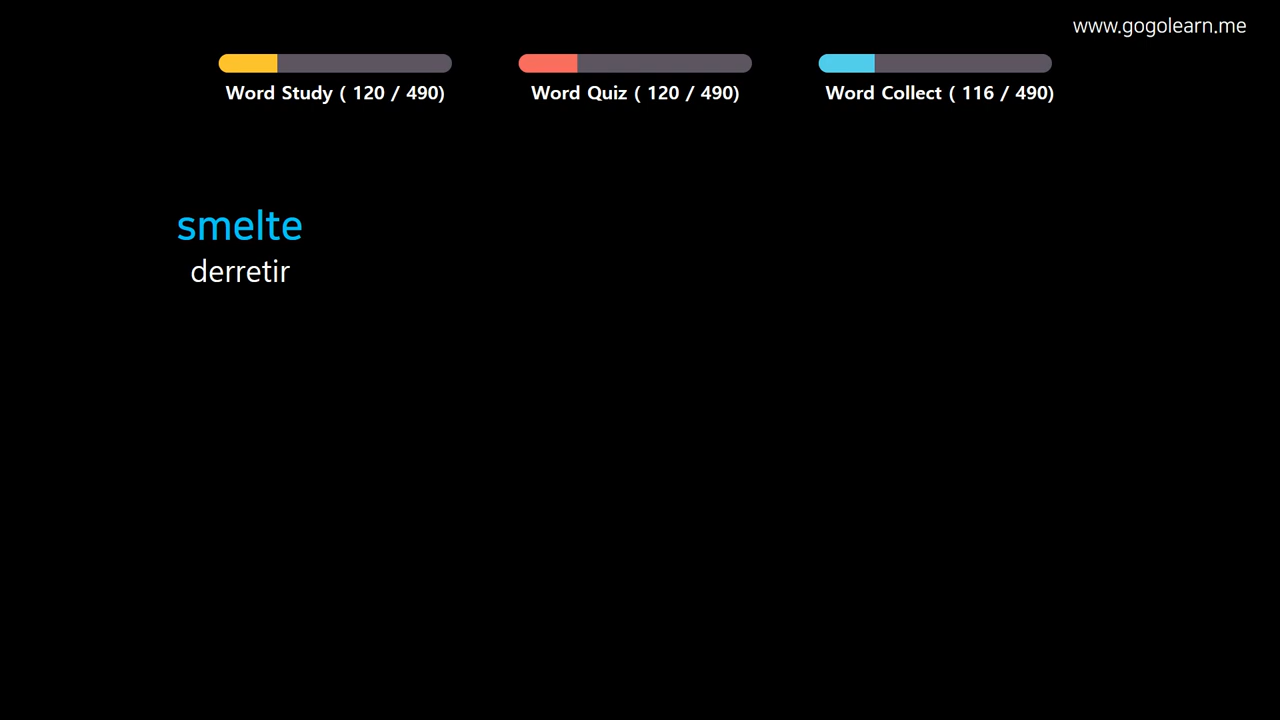 www.gogolearn.me
Word Study ( 120 / 490)
Word Quiz ( 120 / 490)
Word Collect ( 116 / 490)
smelte
derretir